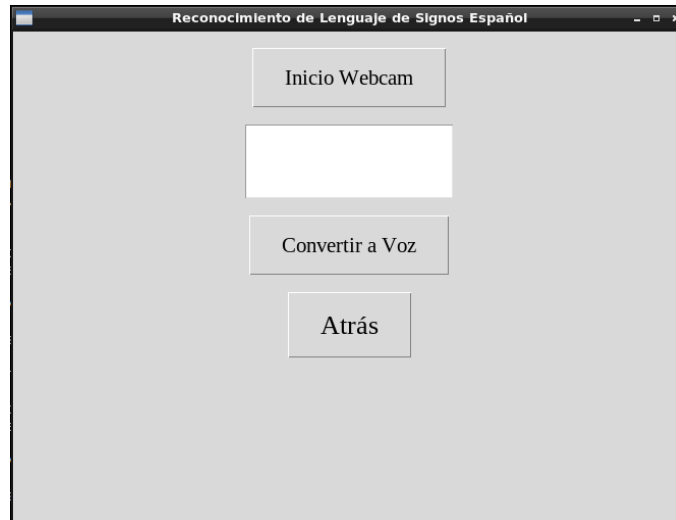 Reconocimiento de Lenguaje de Signos Español
Inicio Webcam
Convertir a Voz
Atrás